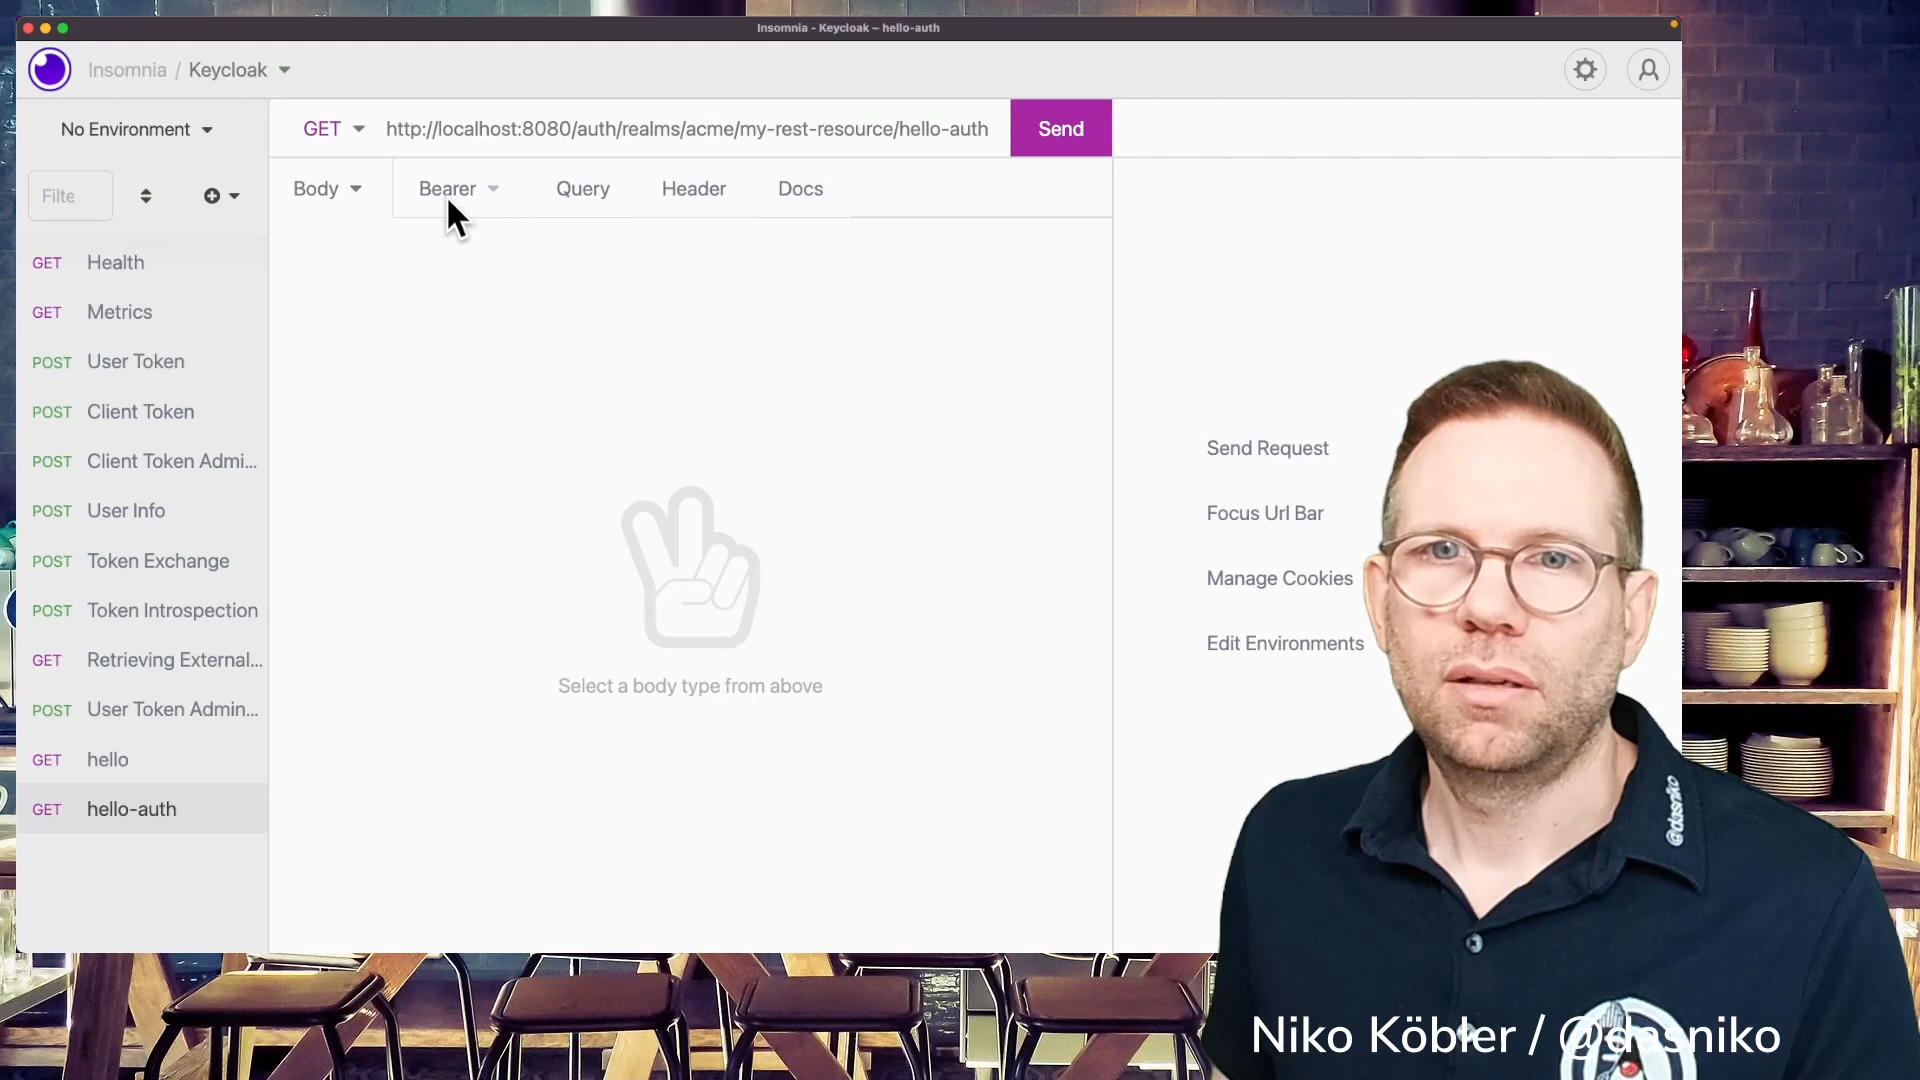 Insomnia - Keycloak – hello-auth
Insomnia / Keycloak
No Environment
GET http://localhost:8080/auth/realms/acme/my-rest-resource/hello-auth Send
Filte
Body Bearer Query Header Docs
GET Health
GET Metrics
POST User Token
POST Client Token
POST Client Token Admi...
POST User Info
POST Token Exchange
POST Token Introspection
GET Retrieving External...
POST User Token Admin...
GET hello
GET hello-auth
Select a body type from above
Send Request
Focus Url Bar
Manage Cookies
Edit Environments
@dasniko
Niko Köbler / @dasniko